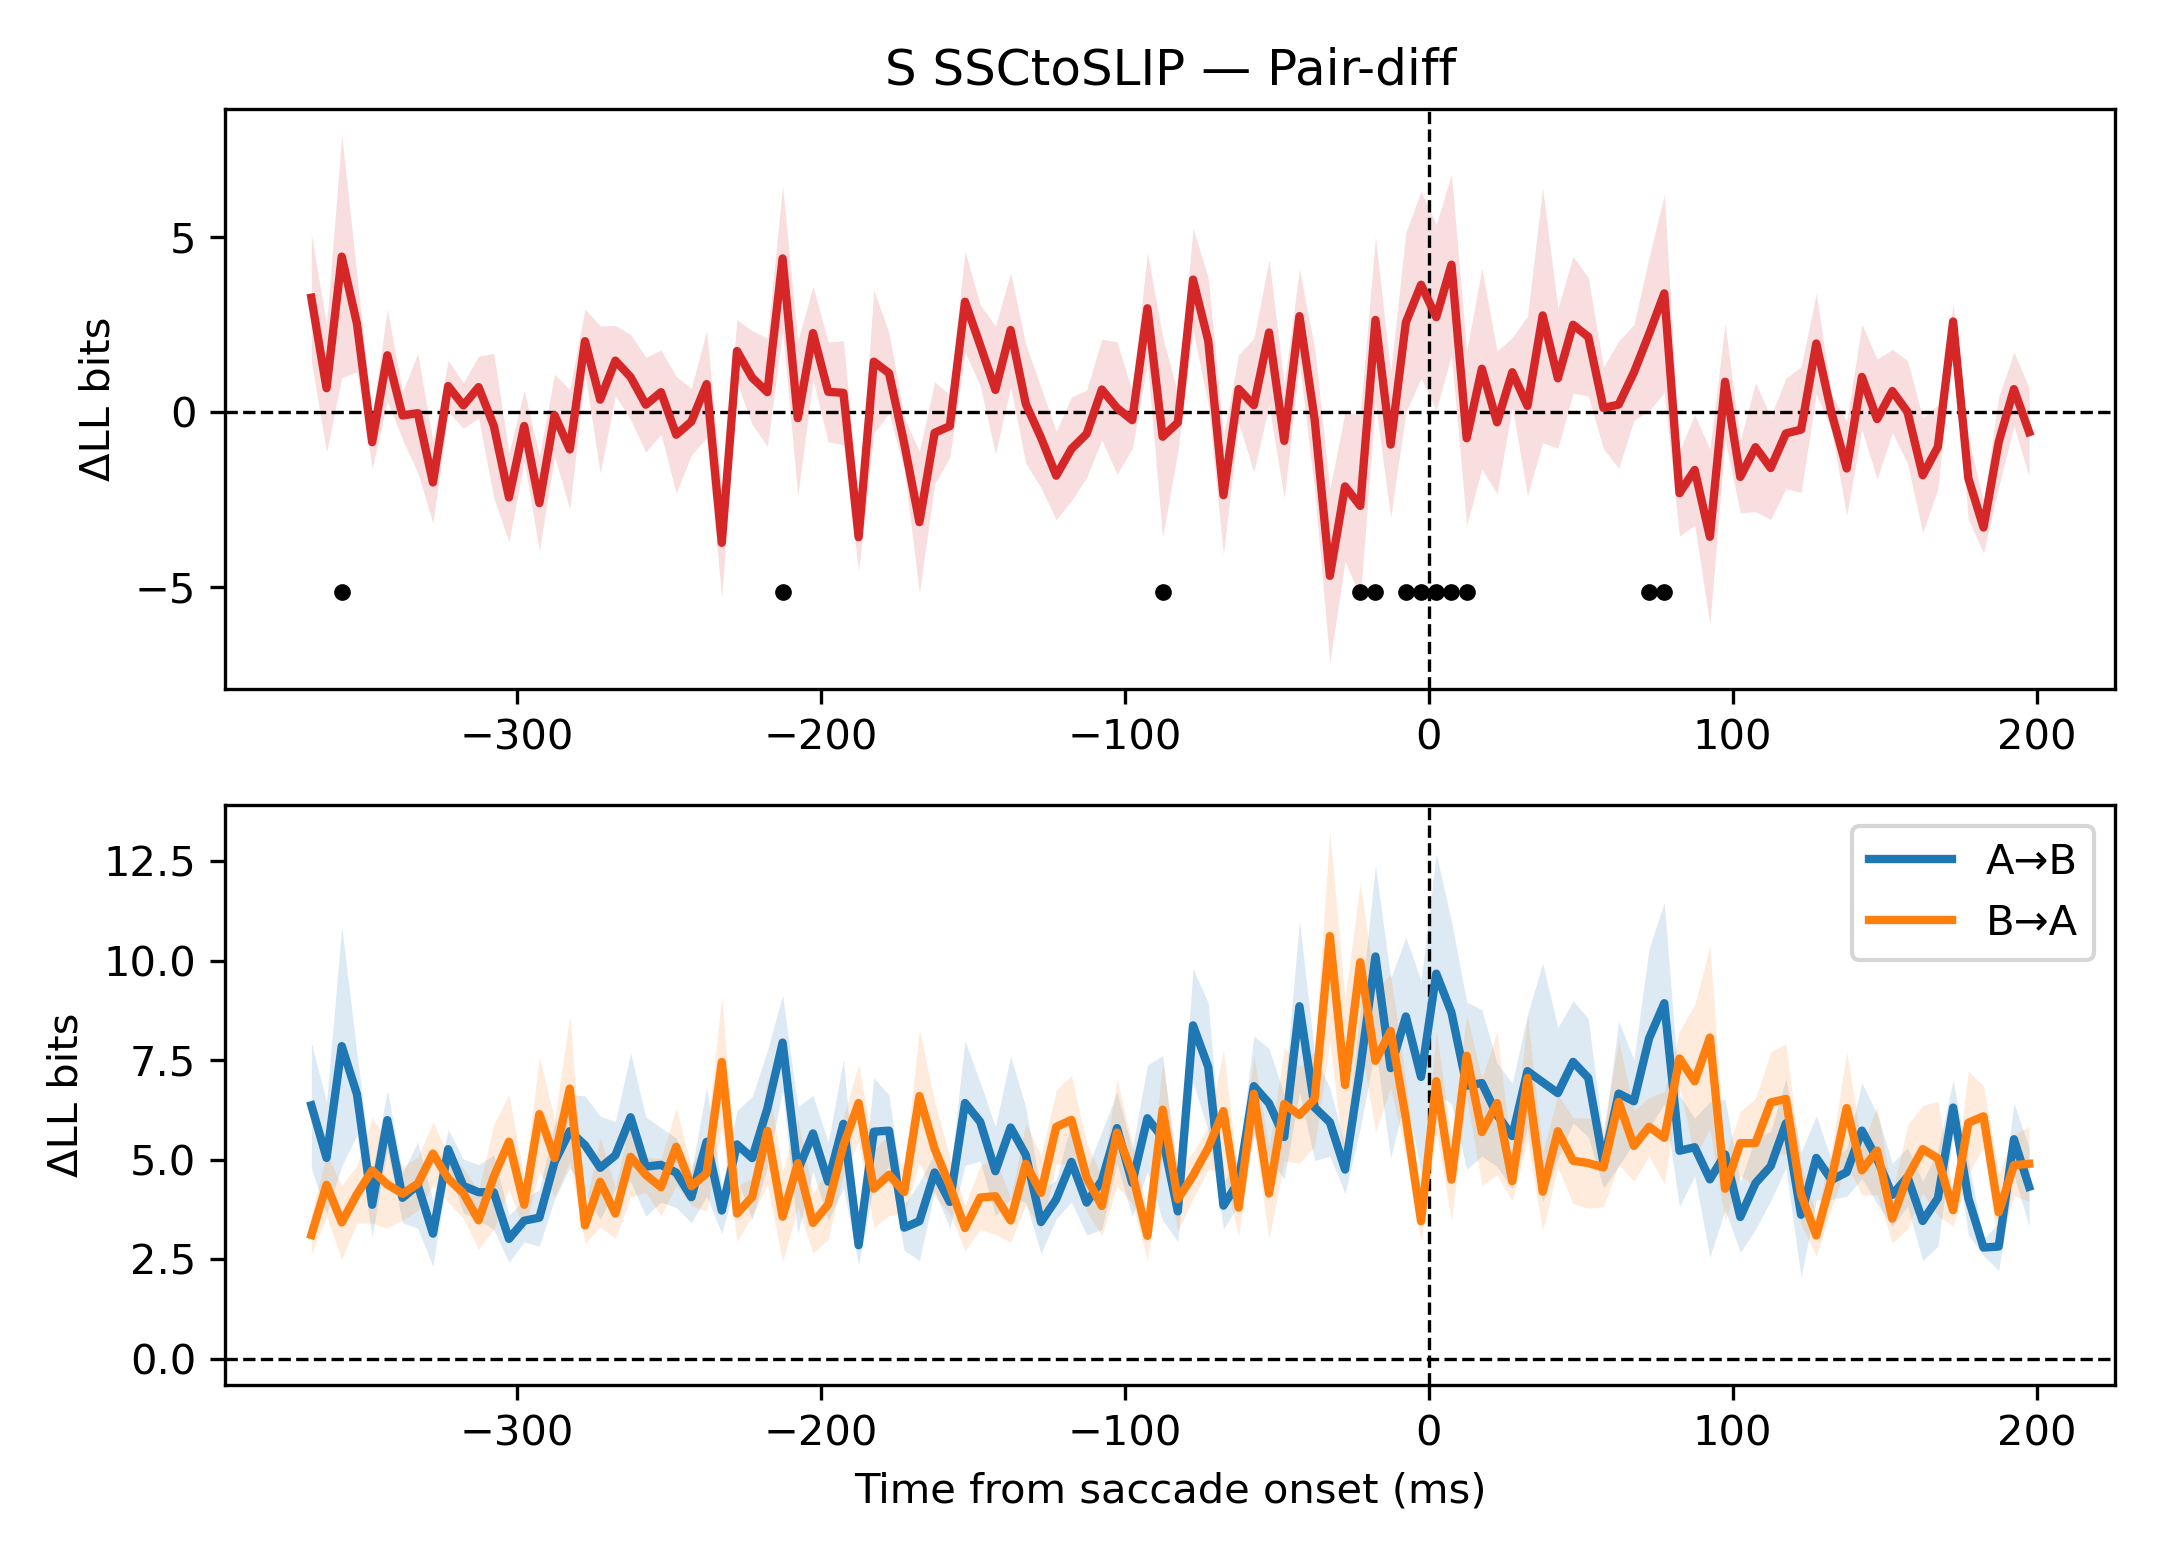 S SSCtoSLIP — Pair-diff
ΔLL bits
5
0
−5
−300 −200 −100 0 100 200
ΔLL bits
12.5
10.0
7.5
5.0
2.5
0.0
A→B
B→A
−300 −200 −100 0 100 200
Time from saccade onset (ms)